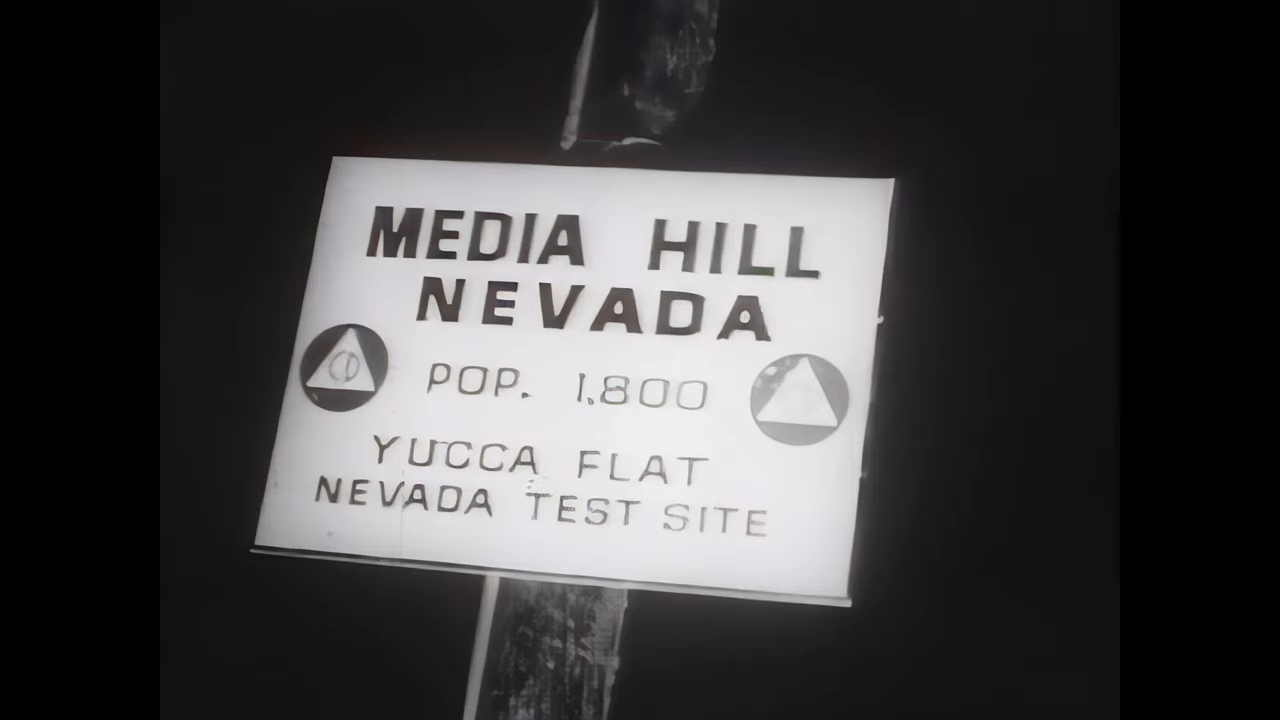 MEDIA HILL
NEVADA
POP. 1,800
YUCCA FLAT
NEVADA TEST SITE